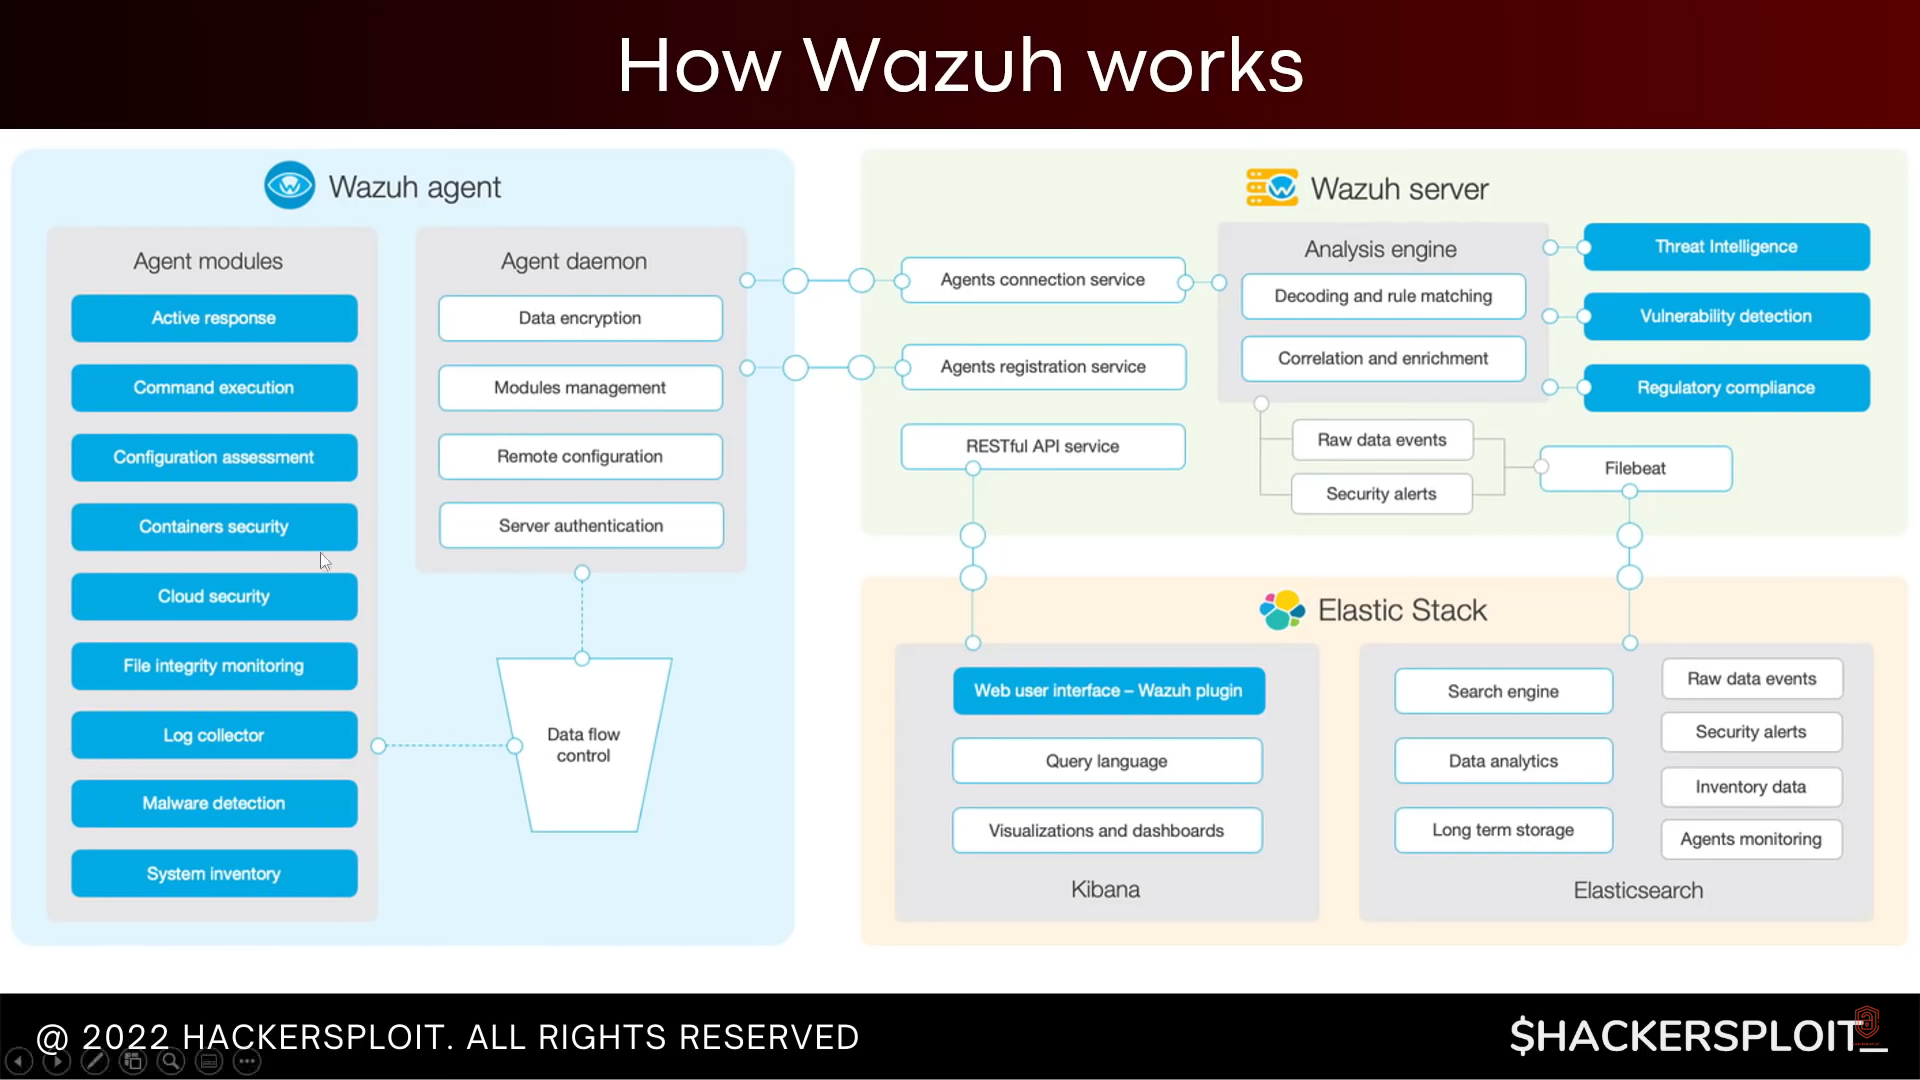 How Wazuh works
Wazuh agent
Agent modules
Active response
Command execution
Configuration assessment
Containers security
Cloud security
File integrity monitoring
Log collector
Malware detection
System inventory
Agent daemon
Data encryption
Modules management
Remote configuration
Server authentication
Data flow
control
Wazuh server
Agents connection service
Agents registration service
RESTful API service
Analysis engine
Decoding and rule matching
Correlation and enrichment
Raw data events
Security alerts
Filebeat
Threat Intelligence
Vulnerability detection
Regulatory compliance
Elastic Stack
Web user interface – Wazuh plugin
Query language
Visualizations and dashboards
Kibana
Search engine
Data analytics
Long term storage
Raw data events
Security alerts
Inventory data
Agents monitoring
Elasticsearch
@ 2022 HACKERSPLOIT. ALL RIGHTS RESERVED
$HACKERSPLOIT_